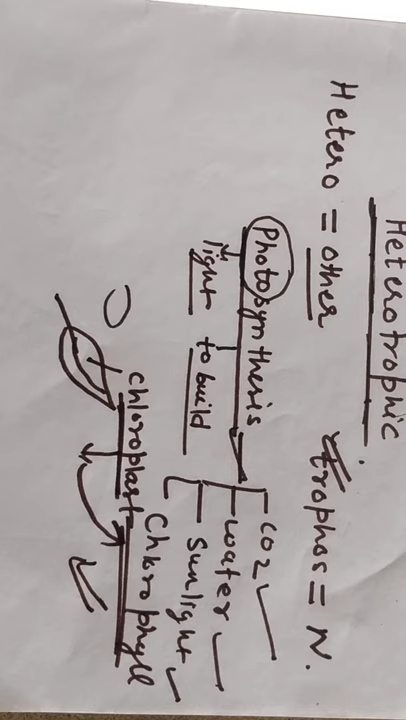 Heterotrophic
Hetero = other trophos = N.
Photosynthesis
light to build
CO2
water
Sunlight
Chlorophyll
Chloroplast